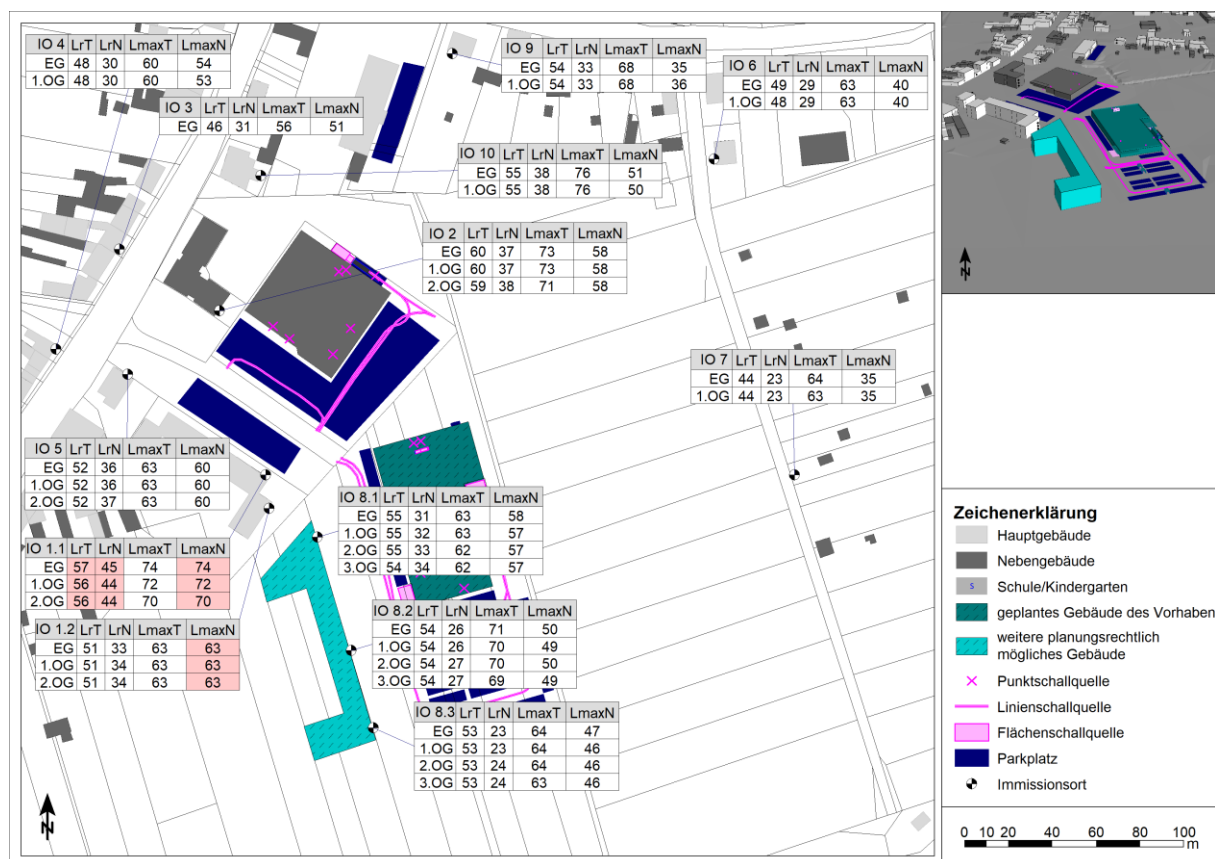 IO 4 LrT LrN LmaxT LmaxN
EG 48 30 60 54
1.OG 48 30 60 53
IO 3 LrT LrN LmaxT LmaxN
EG 46 31 56 51
IO 9 LrT LrN LmaxT LmaxN
EG 54 33 68 35
1.OG 54 33 68 36
IO 6 LrT LrN LmaxT LmaxN
EG 49 29 63 40
1.OG 48 29 63 40
IO 10 LrT LrN LmaxT LmaxN
EG 55 38 76 51
1.OG 55 38 76 50
IO 2 LrT LrN LmaxT LmaxN
EG 60 37 73 58
1.OG 60 37 73 58
2.OG 59 38 71 58
IO 7 LrT LrN LmaxT LmaxN
EG 44 23 64 35
1.OG 44 23 63 35
IO 5 LrT LrN LmaxT LmaxN
EG 52 36 63 60
1.OG 52 36 63 60
2.OG 52 37 63 60
IO 8.1 LrT LrN LmaxT LmaxN
EG 55 31 63 58
1.OG 55 32 63 57
2.OG 55 33 62 57
3.OG 54 34 62 57
IO 1.1 LrT LrN LmaxT LmaxN
EG 57 45 74 74
1.OG 56 44 72 72
2.OG 56 44 70 70
IO 8.2 LrT LrN LmaxT LmaxN
EG 54 26 71 50
1.OG 54 26 70 49
2.OG 54 27 70 50
3.OG 54 27 69 49
IO 1.2 LrT LrN LmaxT LmaxN
EG 51 33 63 63
1.OG 51 34 63 63
2.OG 51 34 63 63
IO 8.3 LrT LrN LmaxT LmaxN
EG 53 23 64 47
1.OG 53 23 64 46
2.OG 53 24 64 46
3.OG 53 24 63 46
N
N
Zeichenerklärung
Hauptgebäude
Nebengebäude
S Schule/Kindergarten
geplantes Gebäude des Vorhaben
weitere planungsrechtlich
mögliches Gebäude
Punktschallquelle
Linienschallquelle
Flächenschallquelle
Parkplatz
Immissionsort
0 10 20 40 60 80 100
m